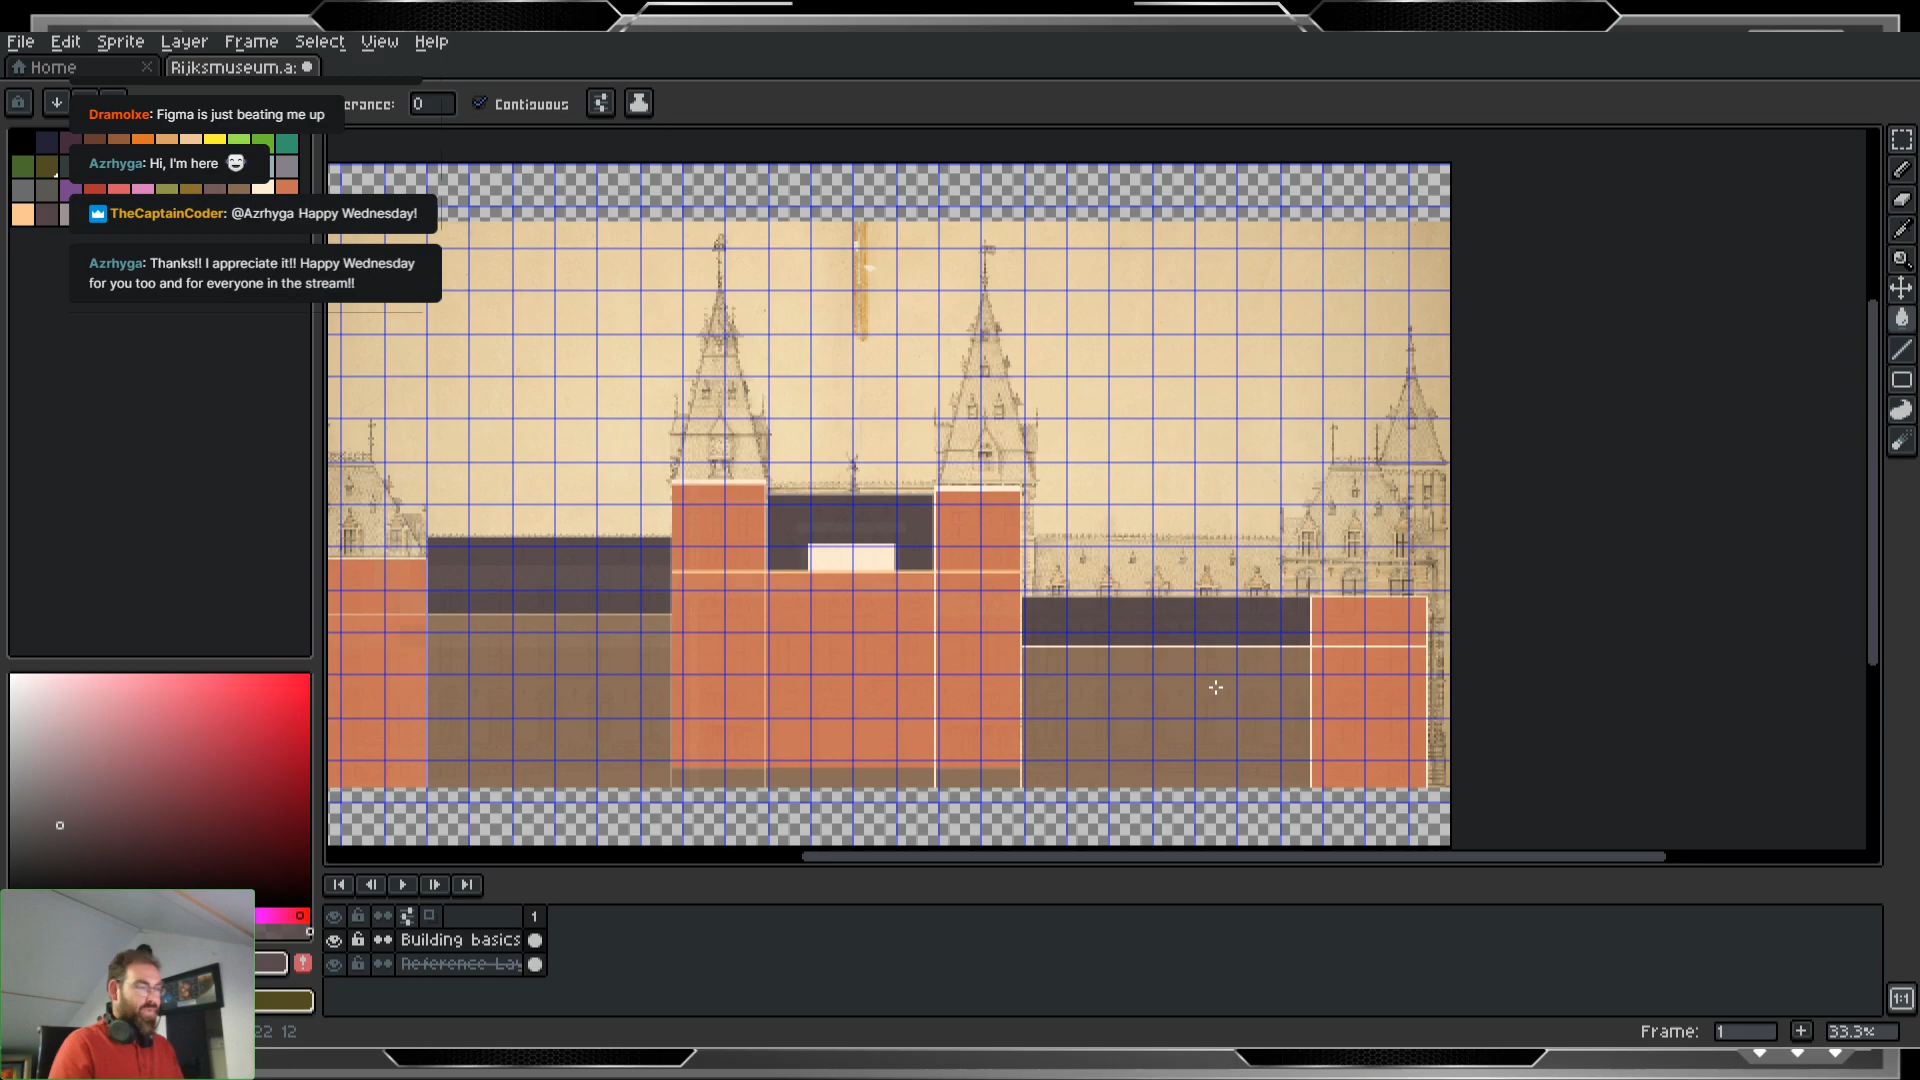 File Edit Sprite Layer Frame Select View Help
Home
Rijksmuseum.a:
erance: 0 Contiguous
Dramolxe: Figma is just beating me up
Azrhyga: Hi, I'm here
TheCaptainCoder: @Azrhyga Happy Wednesday!
Azrhyga: Thanks!! I appreciate it!! Happy Wednesday
for you too and for everyone in the stream!!
1
Building basics
Reference Lay
22 12
1:1
Frame: 1 + 33.3%